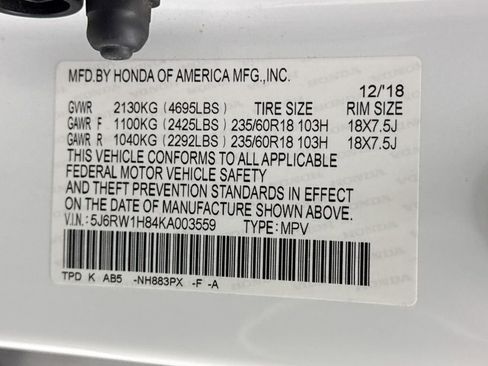 MFD.BY HONDA OF AMERICA MFG.,INC.
12/'18
GVWR 2130KG (4695LBS) TIRE SIZE RIM SIZE
GAWR F 1100KG (2425LBS) 235/60R18 103H 18X7.5J
GAWR R 1040KG (2292LBS) 235/60R18 103H 18X7.5J
THIS VEHICLE CONFORMS TO ALL APPLICABLE
FEDERAL MOTOR VEHICLE SAFETY
AND THEFT PREVENTION STANDARDS IN EFFECT
ON THE DATE OF MANUFACTURE SHOWN ABOVE.
V.I.N: 5J6RW1H84KA003559 TYPE: MPV
TPD K AB5 -NH883PX -F -A